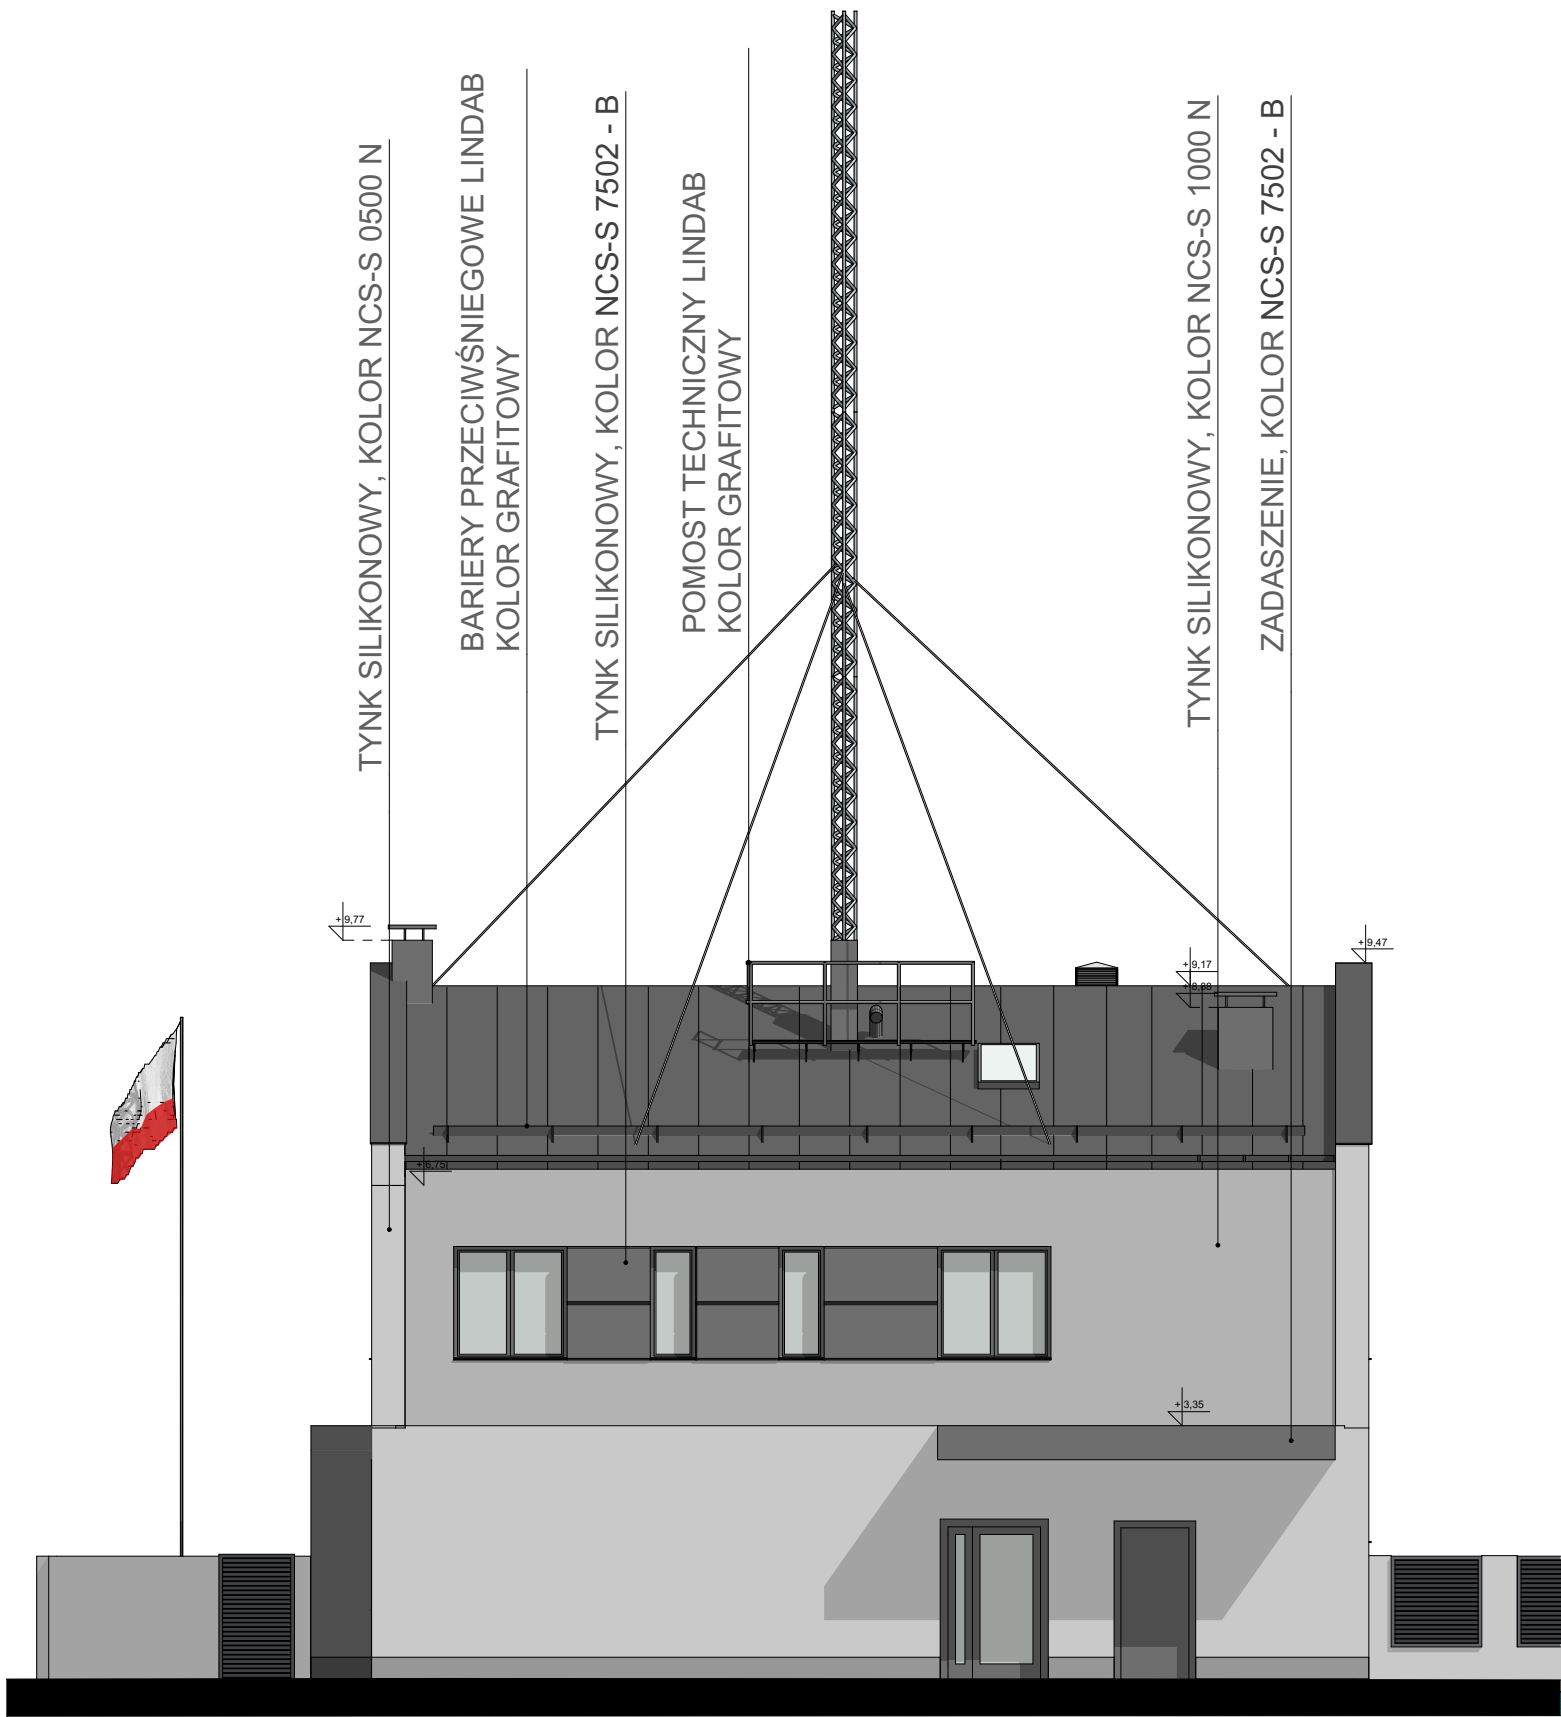 TYNK SILIKONOWY, KOLOR NCS-S 0500 N
BARIERY PRZECIWŚNIEGOWE LINDAB
KOLOR GRAFITOWY
TYNK SILIKONOWY, KOLOR NCS-S 7502 - B
POMOST TECHNICZNY LINDAB
KOLOR GRAFITOWY
TYNK SILIKONOWY, KOLOR NCS-S 1000 N
ZADASZENIE, KOLOR NCS-S 7502 - B
+ 9,77
+ 9,47
+ 9,17
+ 8,88
+ 6,75
+ 3,35